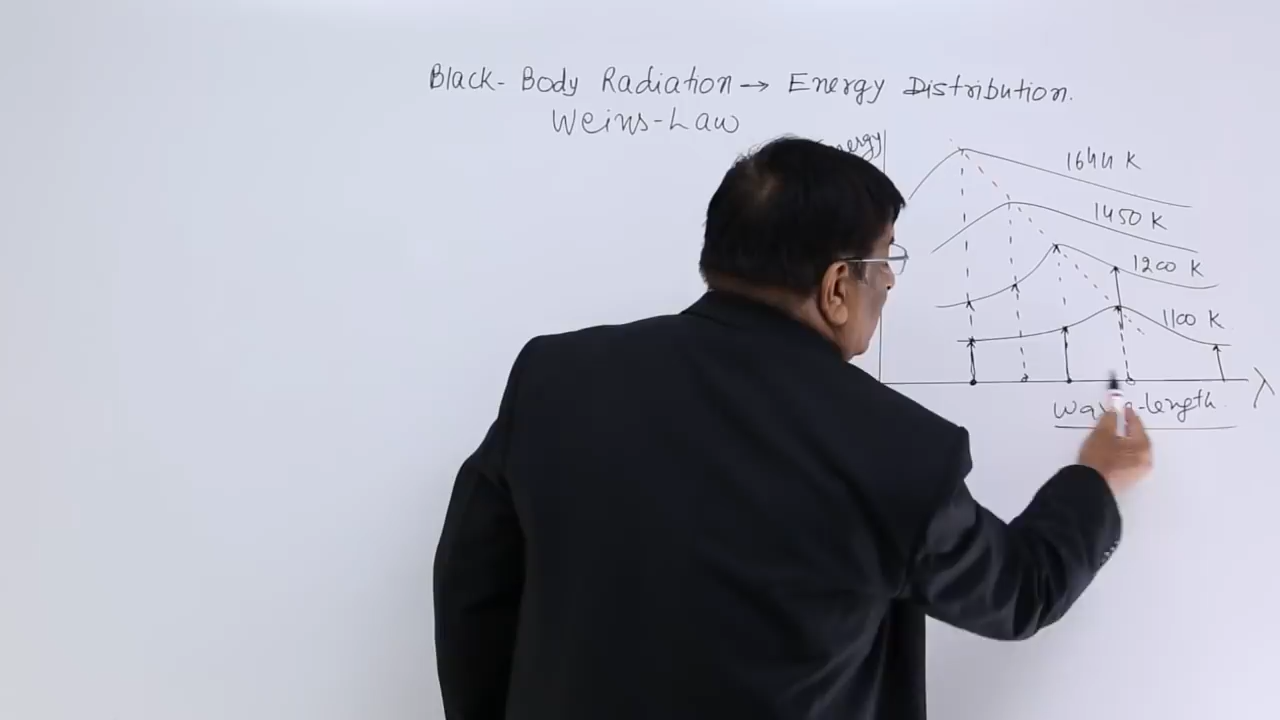 Black-Body Radiation → Energy Distribution.
Weins-Law
1644 K
1450 K
1200 K
1100 K
λ